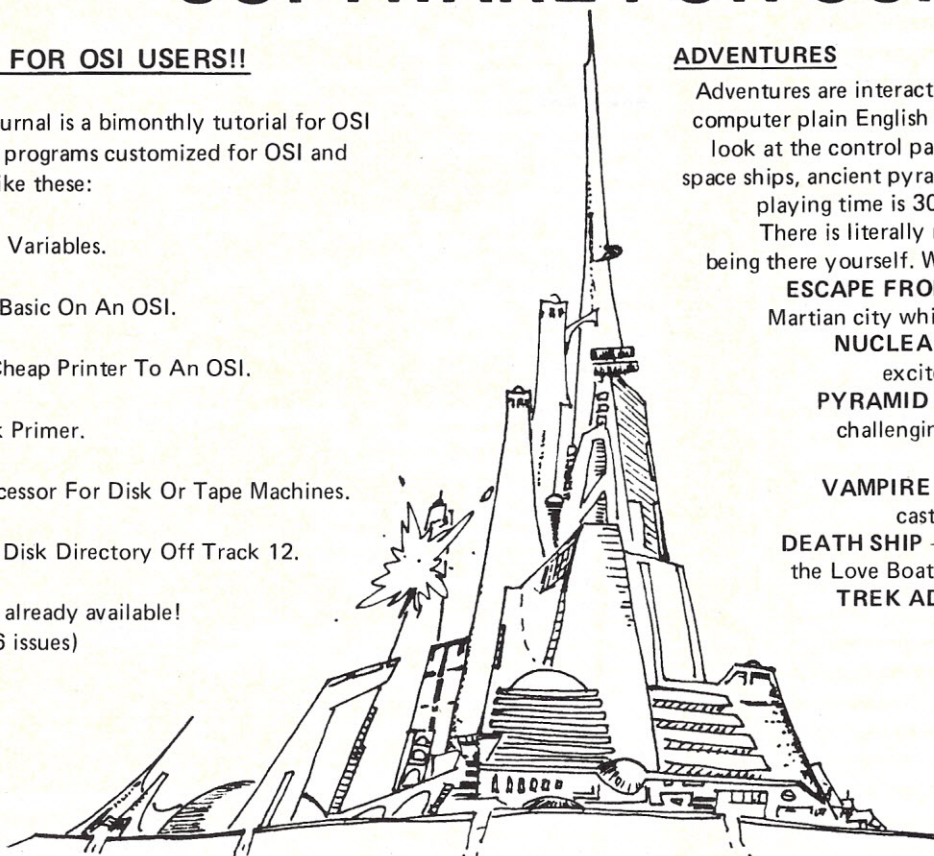 FOR OSI USERS!!
urnal is a bimonthly tutorial for OSI
programs customized for OSI and
ike these:
Variables.
Basic On An OSI.
Cheap Printer To An OSI.
k Primer.
cessor For Disk Or Tape Machines.
Disk Directory Off Track 12.
already available!
6 issues)
ADVENTURES
Adventures are interact
computer plain English
look at the control pa
space ships, ancient pyra
playing time is 30
There is literally
being there yourself. W
ESCAPE FRO
Martian city whi
NUCLEA
excit
PYRAMID
challengin
VAMPIRE
cast
DEATH SHIP -
the Love Boat
TREK AD